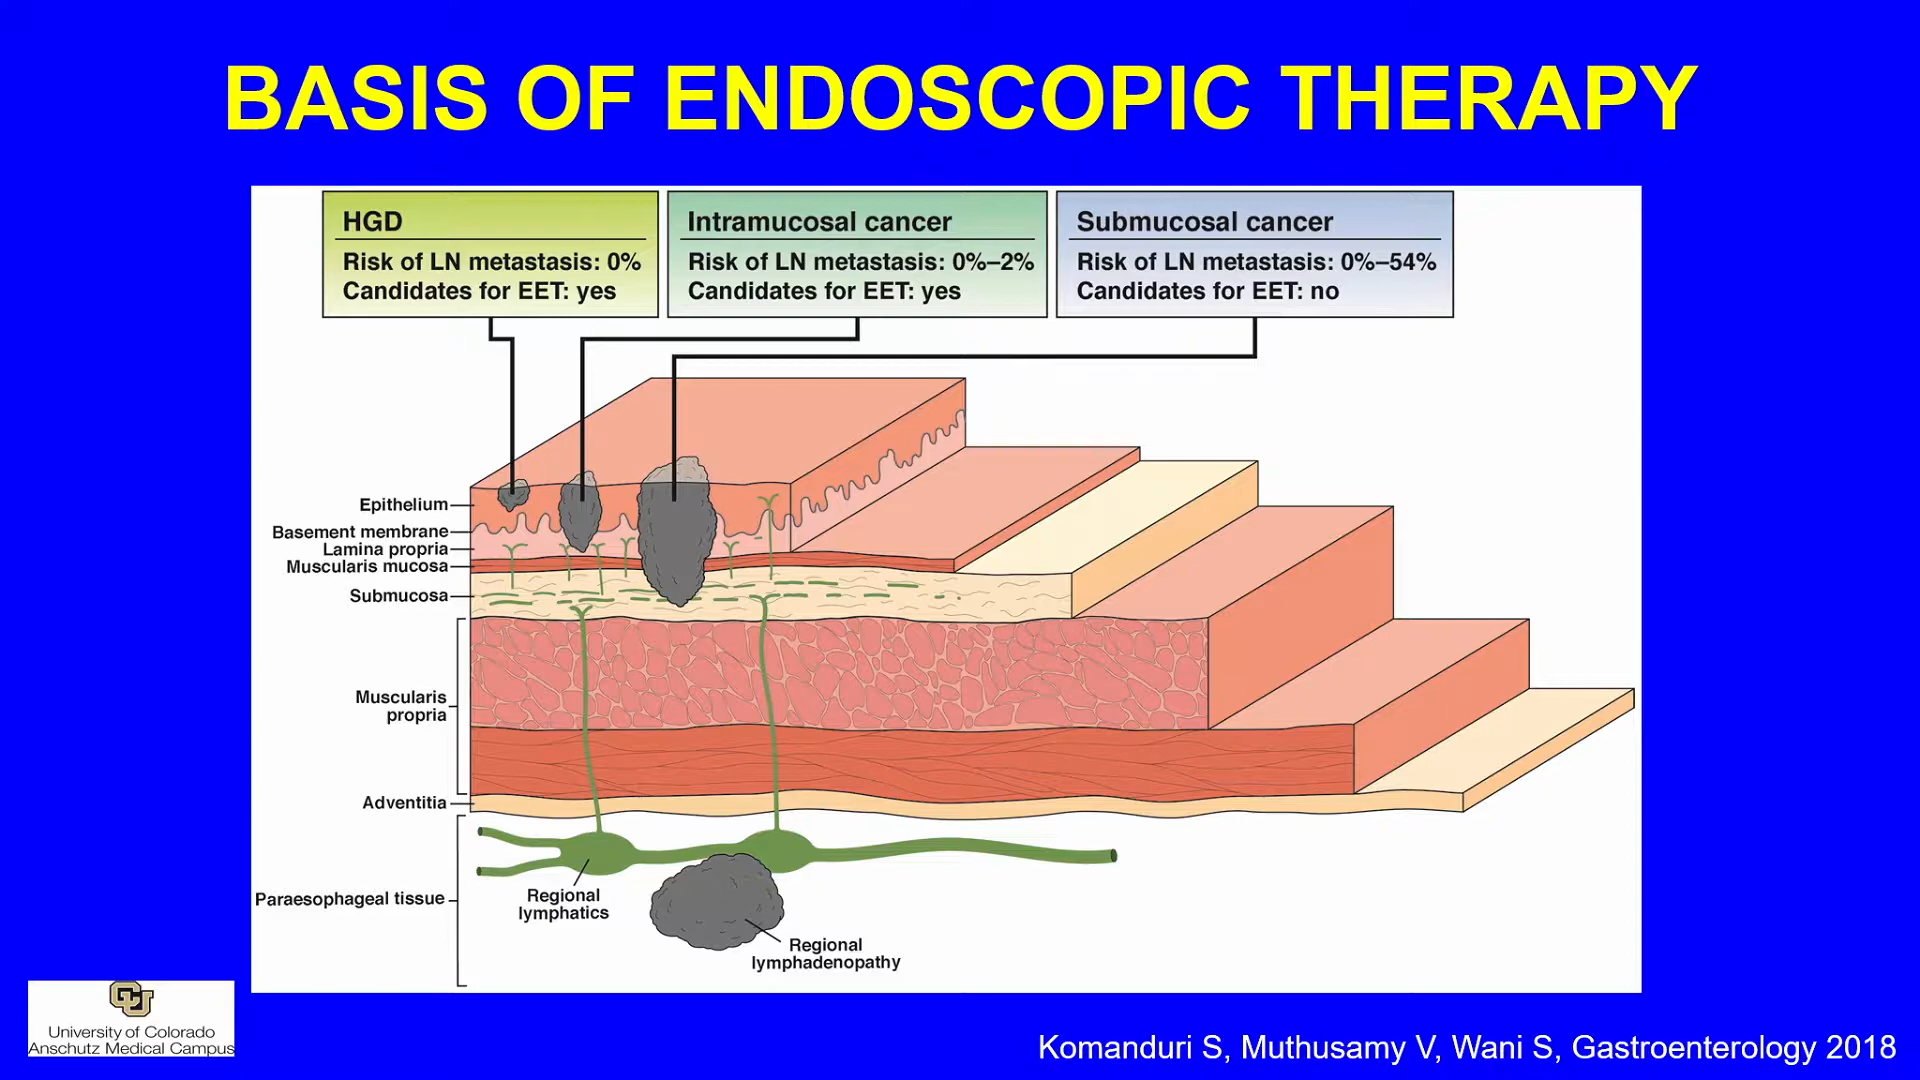 BASIS OF ENDOSCOPIC THERAPY
HGD
Risk of LN metastasis: 0%
Candidates for EET: yes
Intramucosal cancer
Risk of LN metastasis: 0%–2%
Candidates for EET: yes
Submucosal cancer
Risk of LN metastasis: 0%–54%
Candidates for EET: no
Epithelium
Basement membrane
Lamina propria
Muscularis mucosa
Submucosa
Muscularis
propria
Adventitia
Paraesophageal tissue
Regional
lymphatics
Regional
lymphadenopathy
CU
University of Colorado
Anschutz Medical Campus
Komanduri S, Muthusamy V, Wani S, Gastroenterology 2018